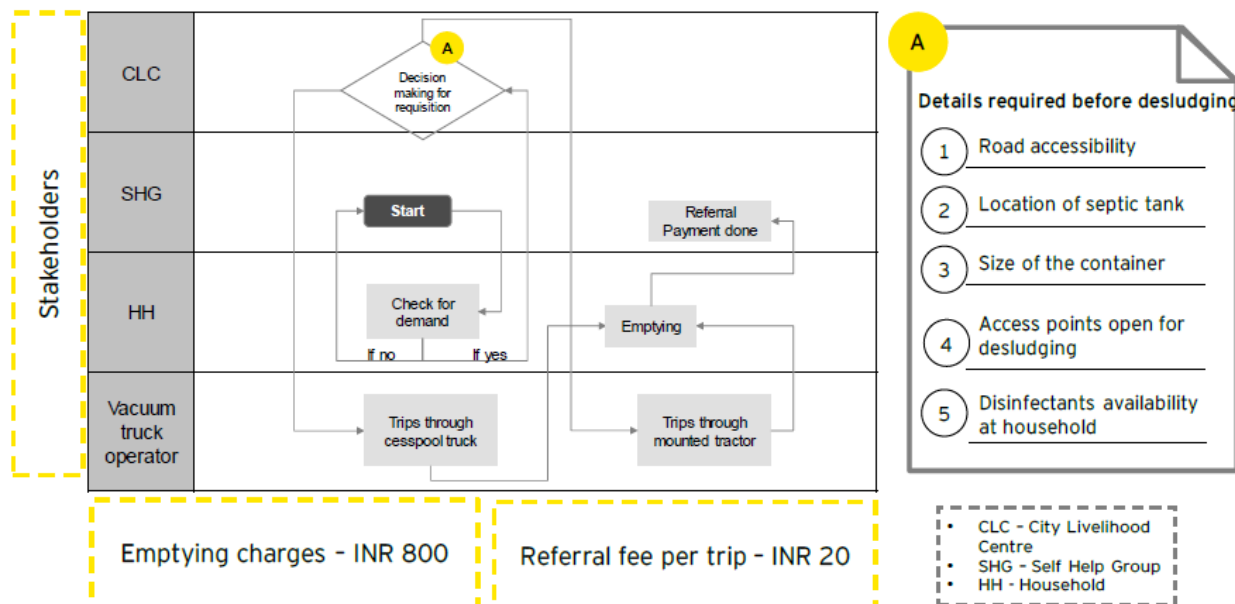 Stakeholders
CLC
SHG
HH
Vacuum
truck
operator
A
Decision
making for
requisition
Start
Referral
Payment done
Check for
demand
If no
If yes
Emptying
Trips through
cesspool truck
Trips through
mounted tractor
Emptying charges – INR 800
Referral fee per trip – INR 20
A
Details required before desludging
1 Road accessibility
2 Location of septic tank
3 Size of the container
4 Access points open for
desludging
5 Disinfectants availability
at household
• CLC – City Livelihood
Centre
• SHG – Self Help Group
• HH - Household